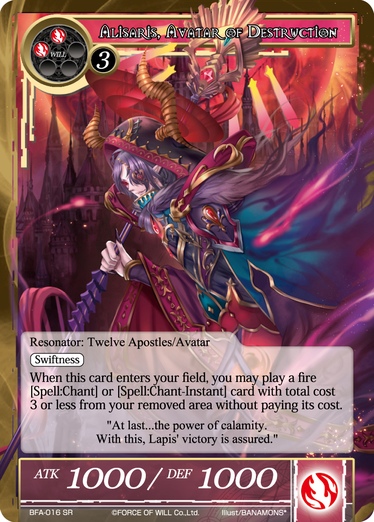 Alisaris, Avatar of Destruction
WILL
3
Resonator: Twelve Apostles/Avatar
Swiftness
When this card enters your field, you may play a fire
[Spell:Chant] or [Spell:Chant-Instant] card with total cost
3 or less from your removed area without paying its cost.
"At last...the power of calamity.
With this, Lapis' victory is assured."
ATK 1000 / DEF 1000
BFA-016 SR ©FORCE OF WILL Co.,Ltd. Illust/BANAMONS*